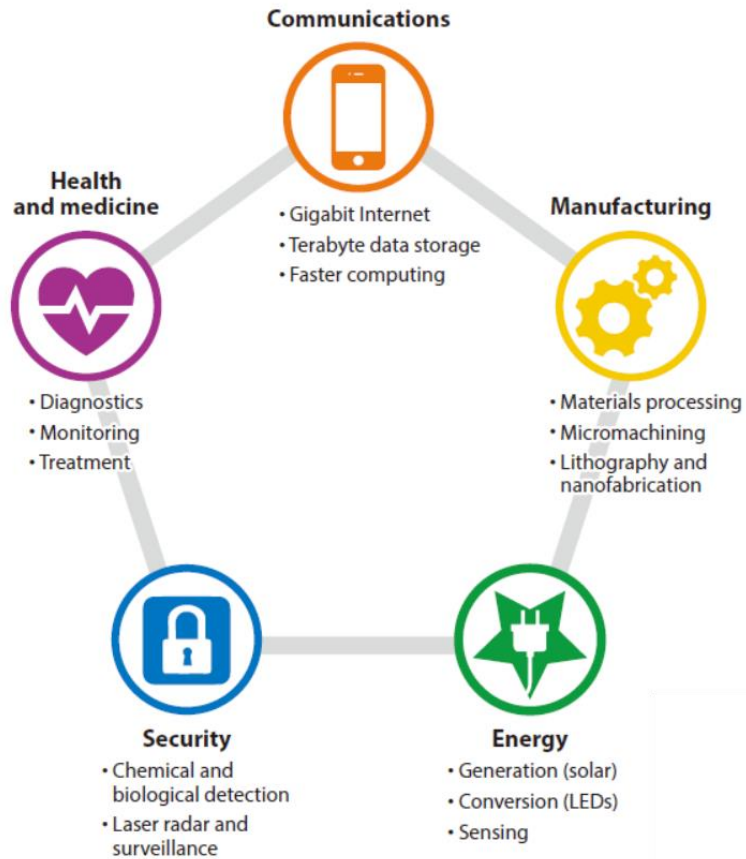 Communications
• Gigabit Internet
• Terabyte data storage
• Faster computing
Health
and medicine
• Diagnostics
• Monitoring
• Treatment
Manufacturing
• Materials processing
• Micromachining
• Lithography and
nanofabrication
Security
• Chemical and
biological detection
• Laser radar and
surveillance
Energy
• Generation (solar)
• Conversion (LEDs)
• Sensing